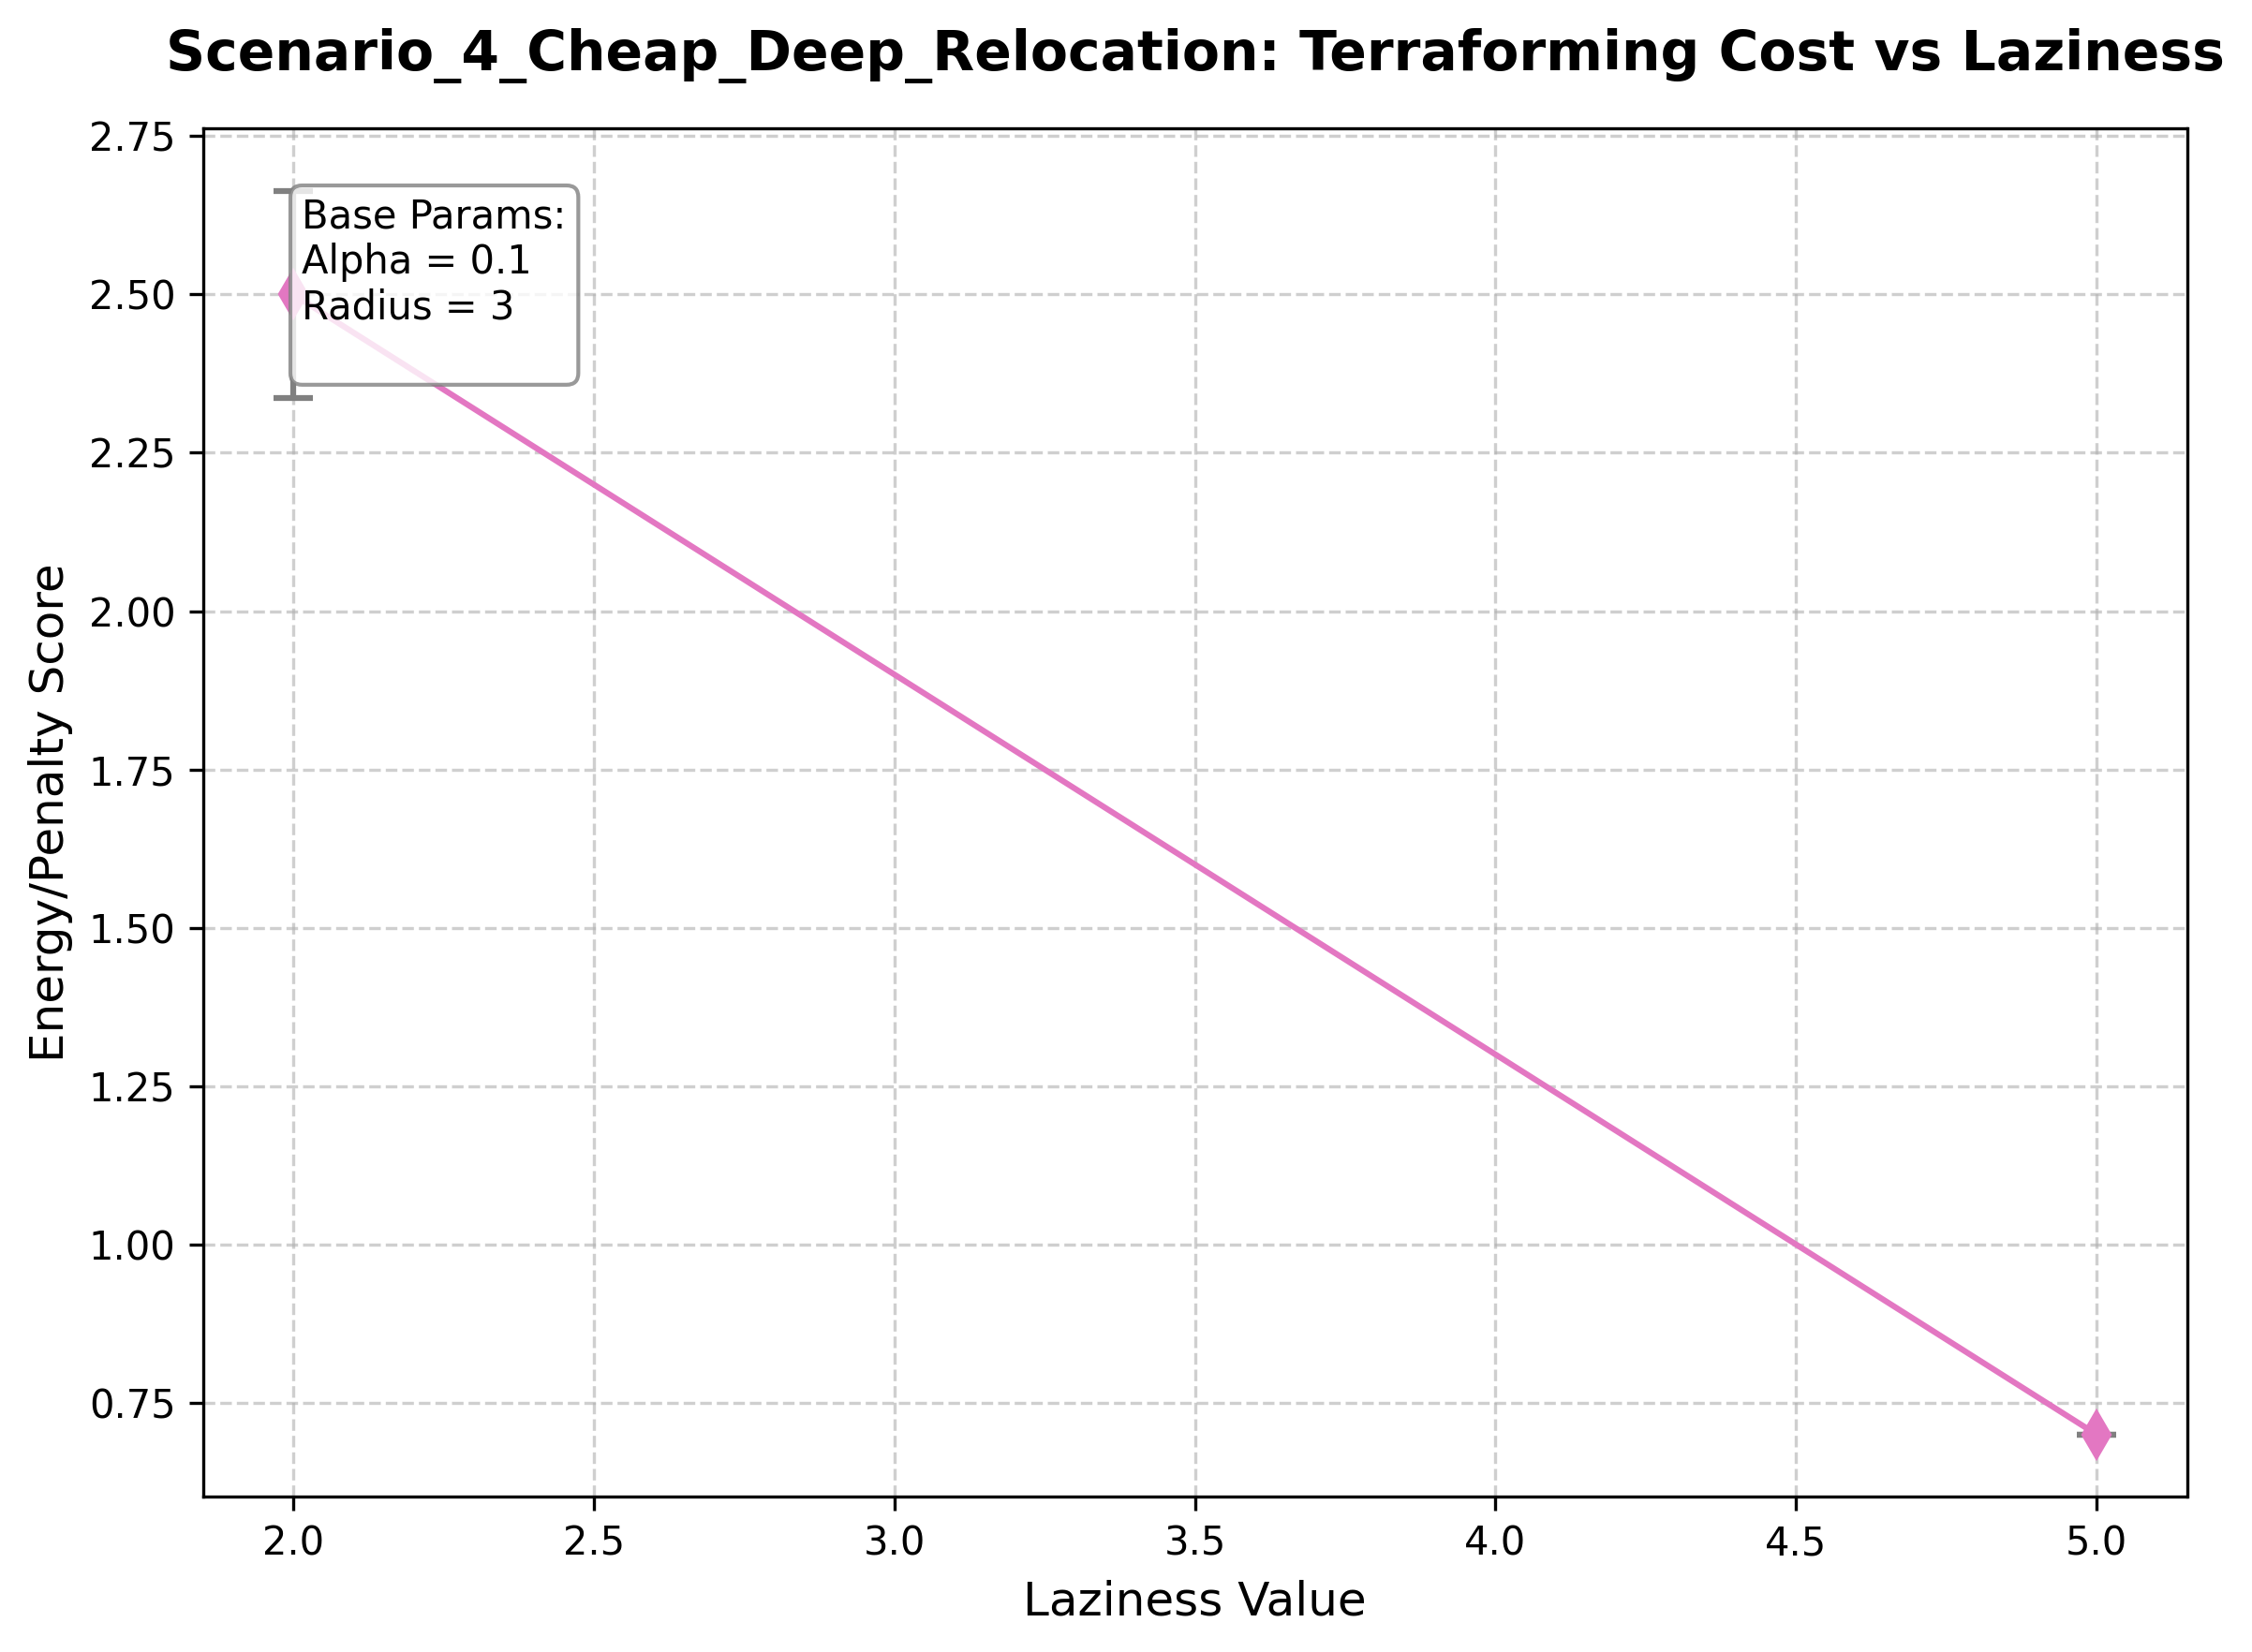 Scenario_4_Cheap_Deep_Relocation: Terraforming Cost vs Laziness
2.75
2.50
2.25
2.00
1.75
1.50
1.25
1.00
0.75
Energy/Penalty Score
Base Params:
Alpha = 0.1
Radius = 3
2.0 2.5 3.0 3.5 4.0 4.5 5.0
Laziness Value